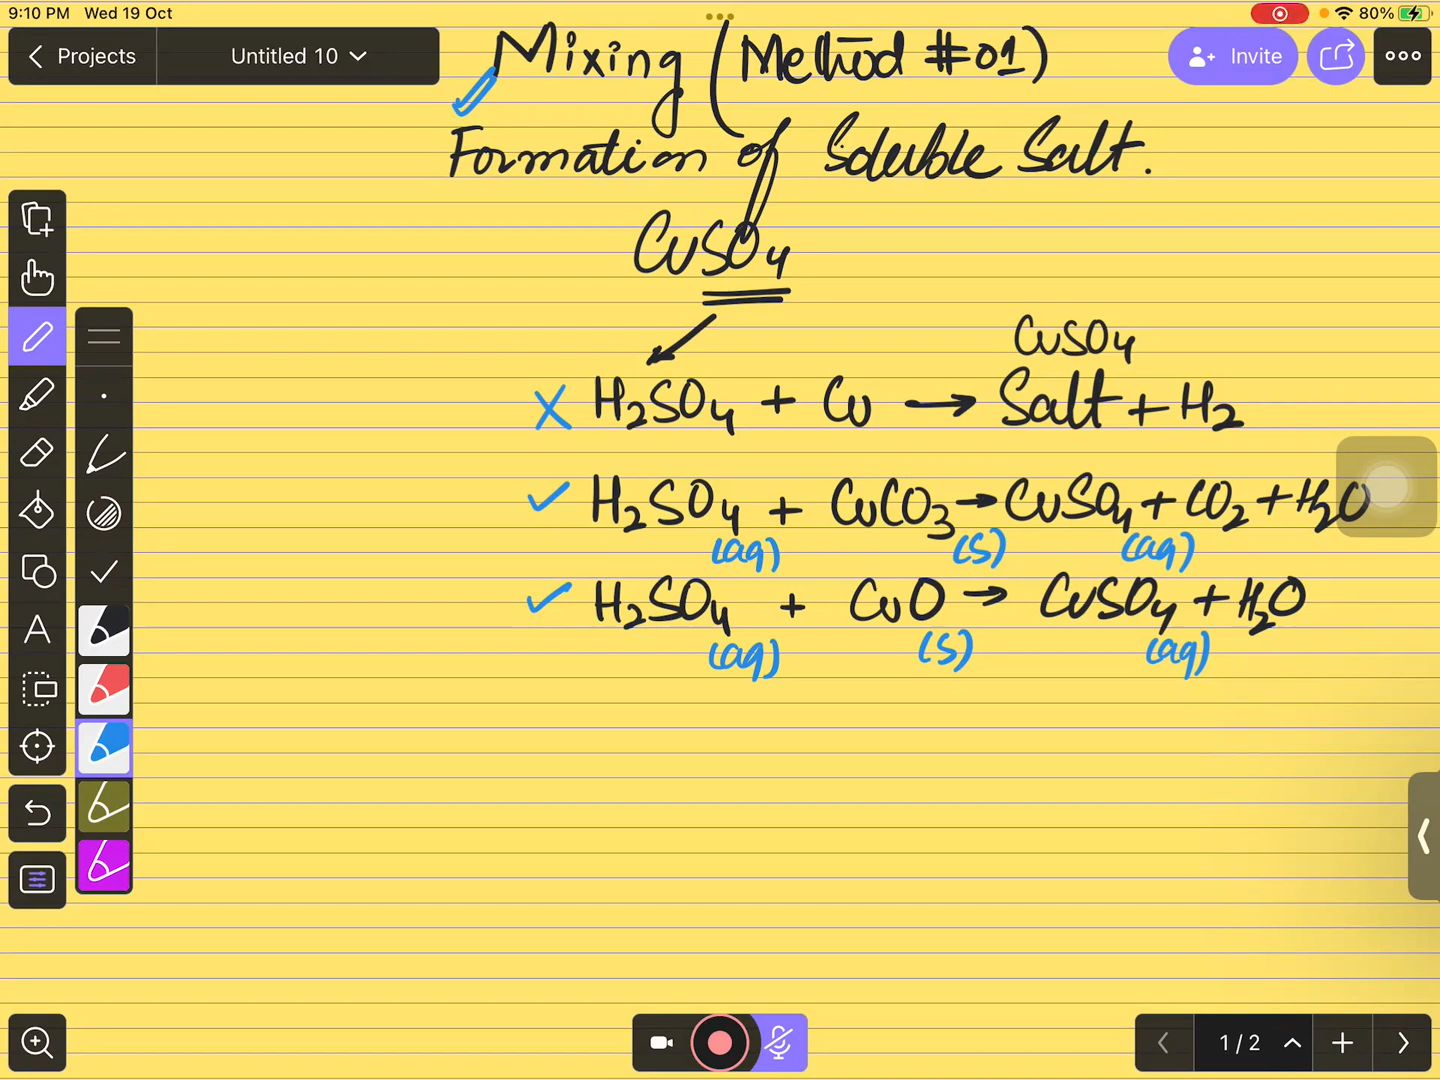 9:10 PM Wed 19 Oct
80%
Projects
Untitled 10
Invite
Mixing (Method #01)
Formation of Soluble Salt.
CuSO4
CuSO4
H2SO4 + Cu → Salt + H2
H2SO4 + CuCO3 → CuSO4 + CO2 + H2O
(aq) (s) (aq)
H2SO4 + CuO → CuSO4 + H2O
(aq) (s) (aq)
A
1 / 2